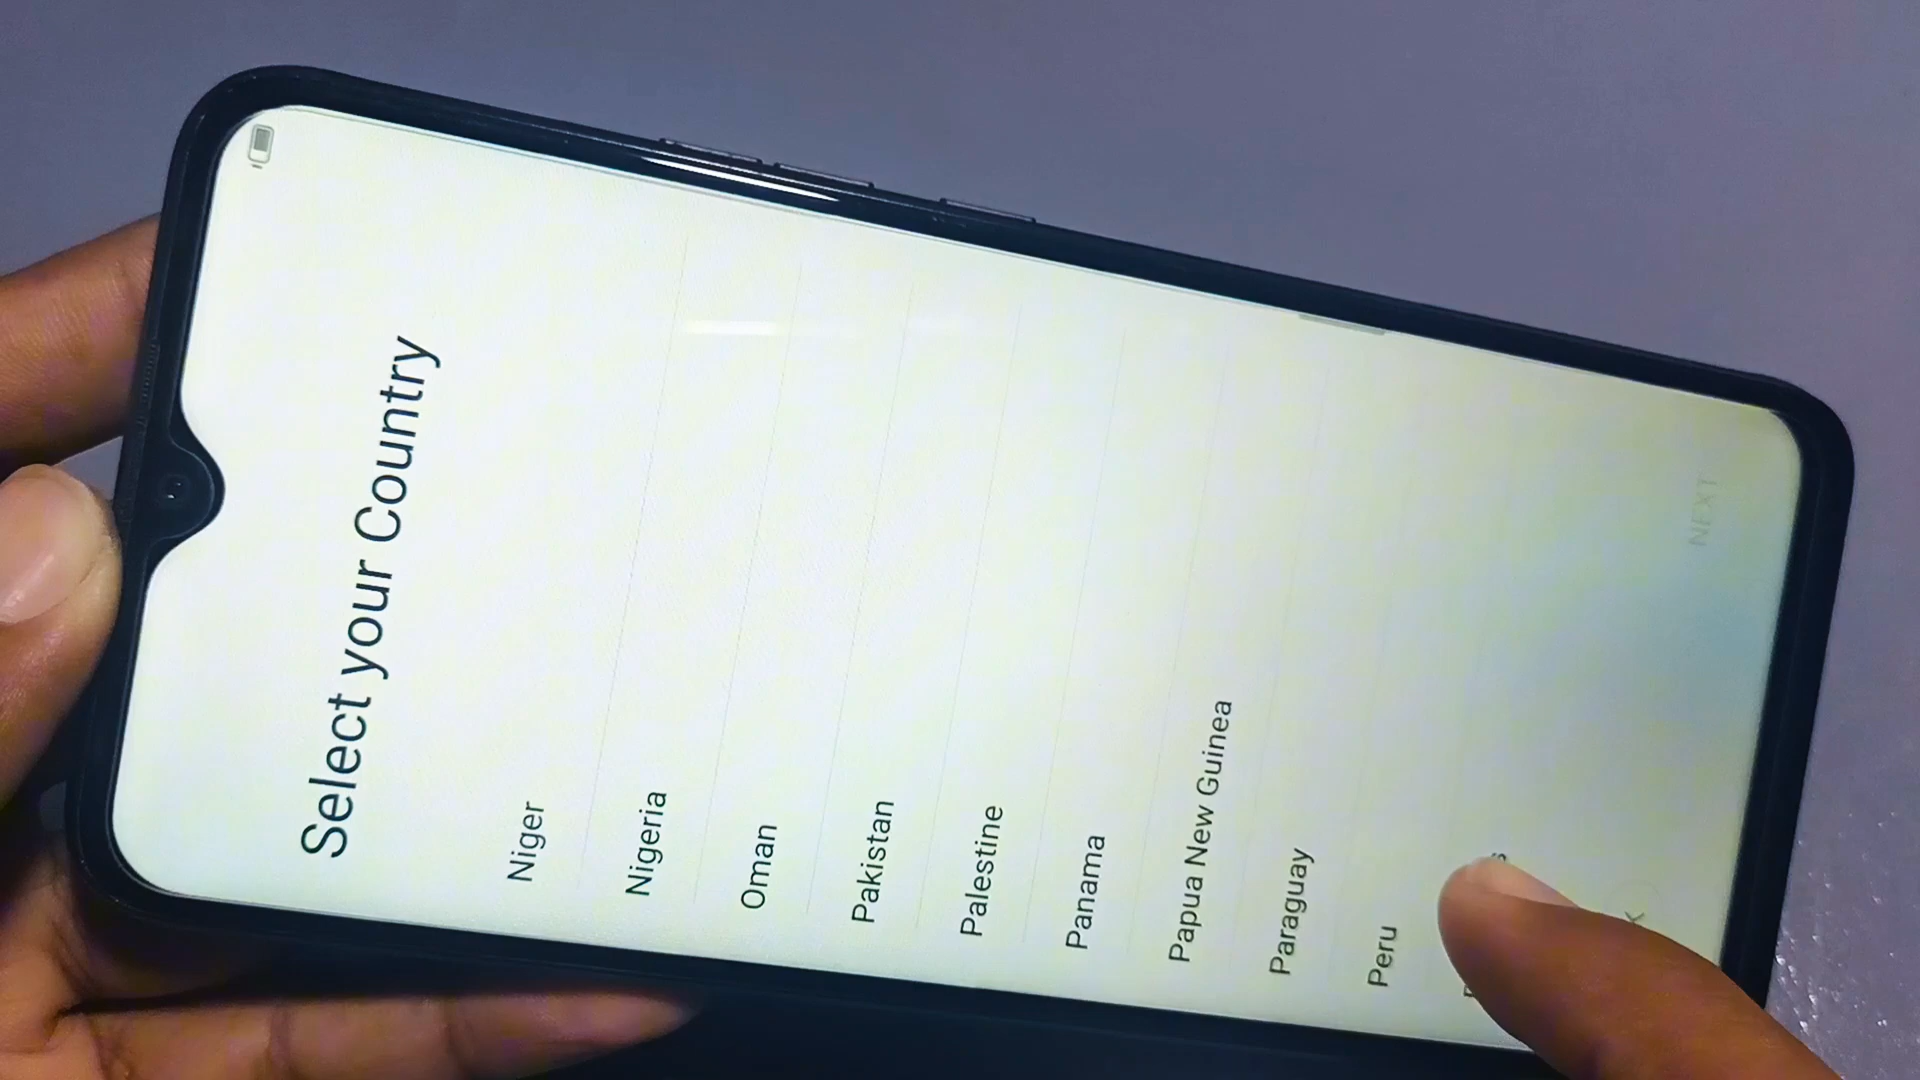 Select your Country
Niger
Nigeria
Oman
Pakistan
Palestine
Panama
Papua New Guinea
Paraguay
Peru
NEXT